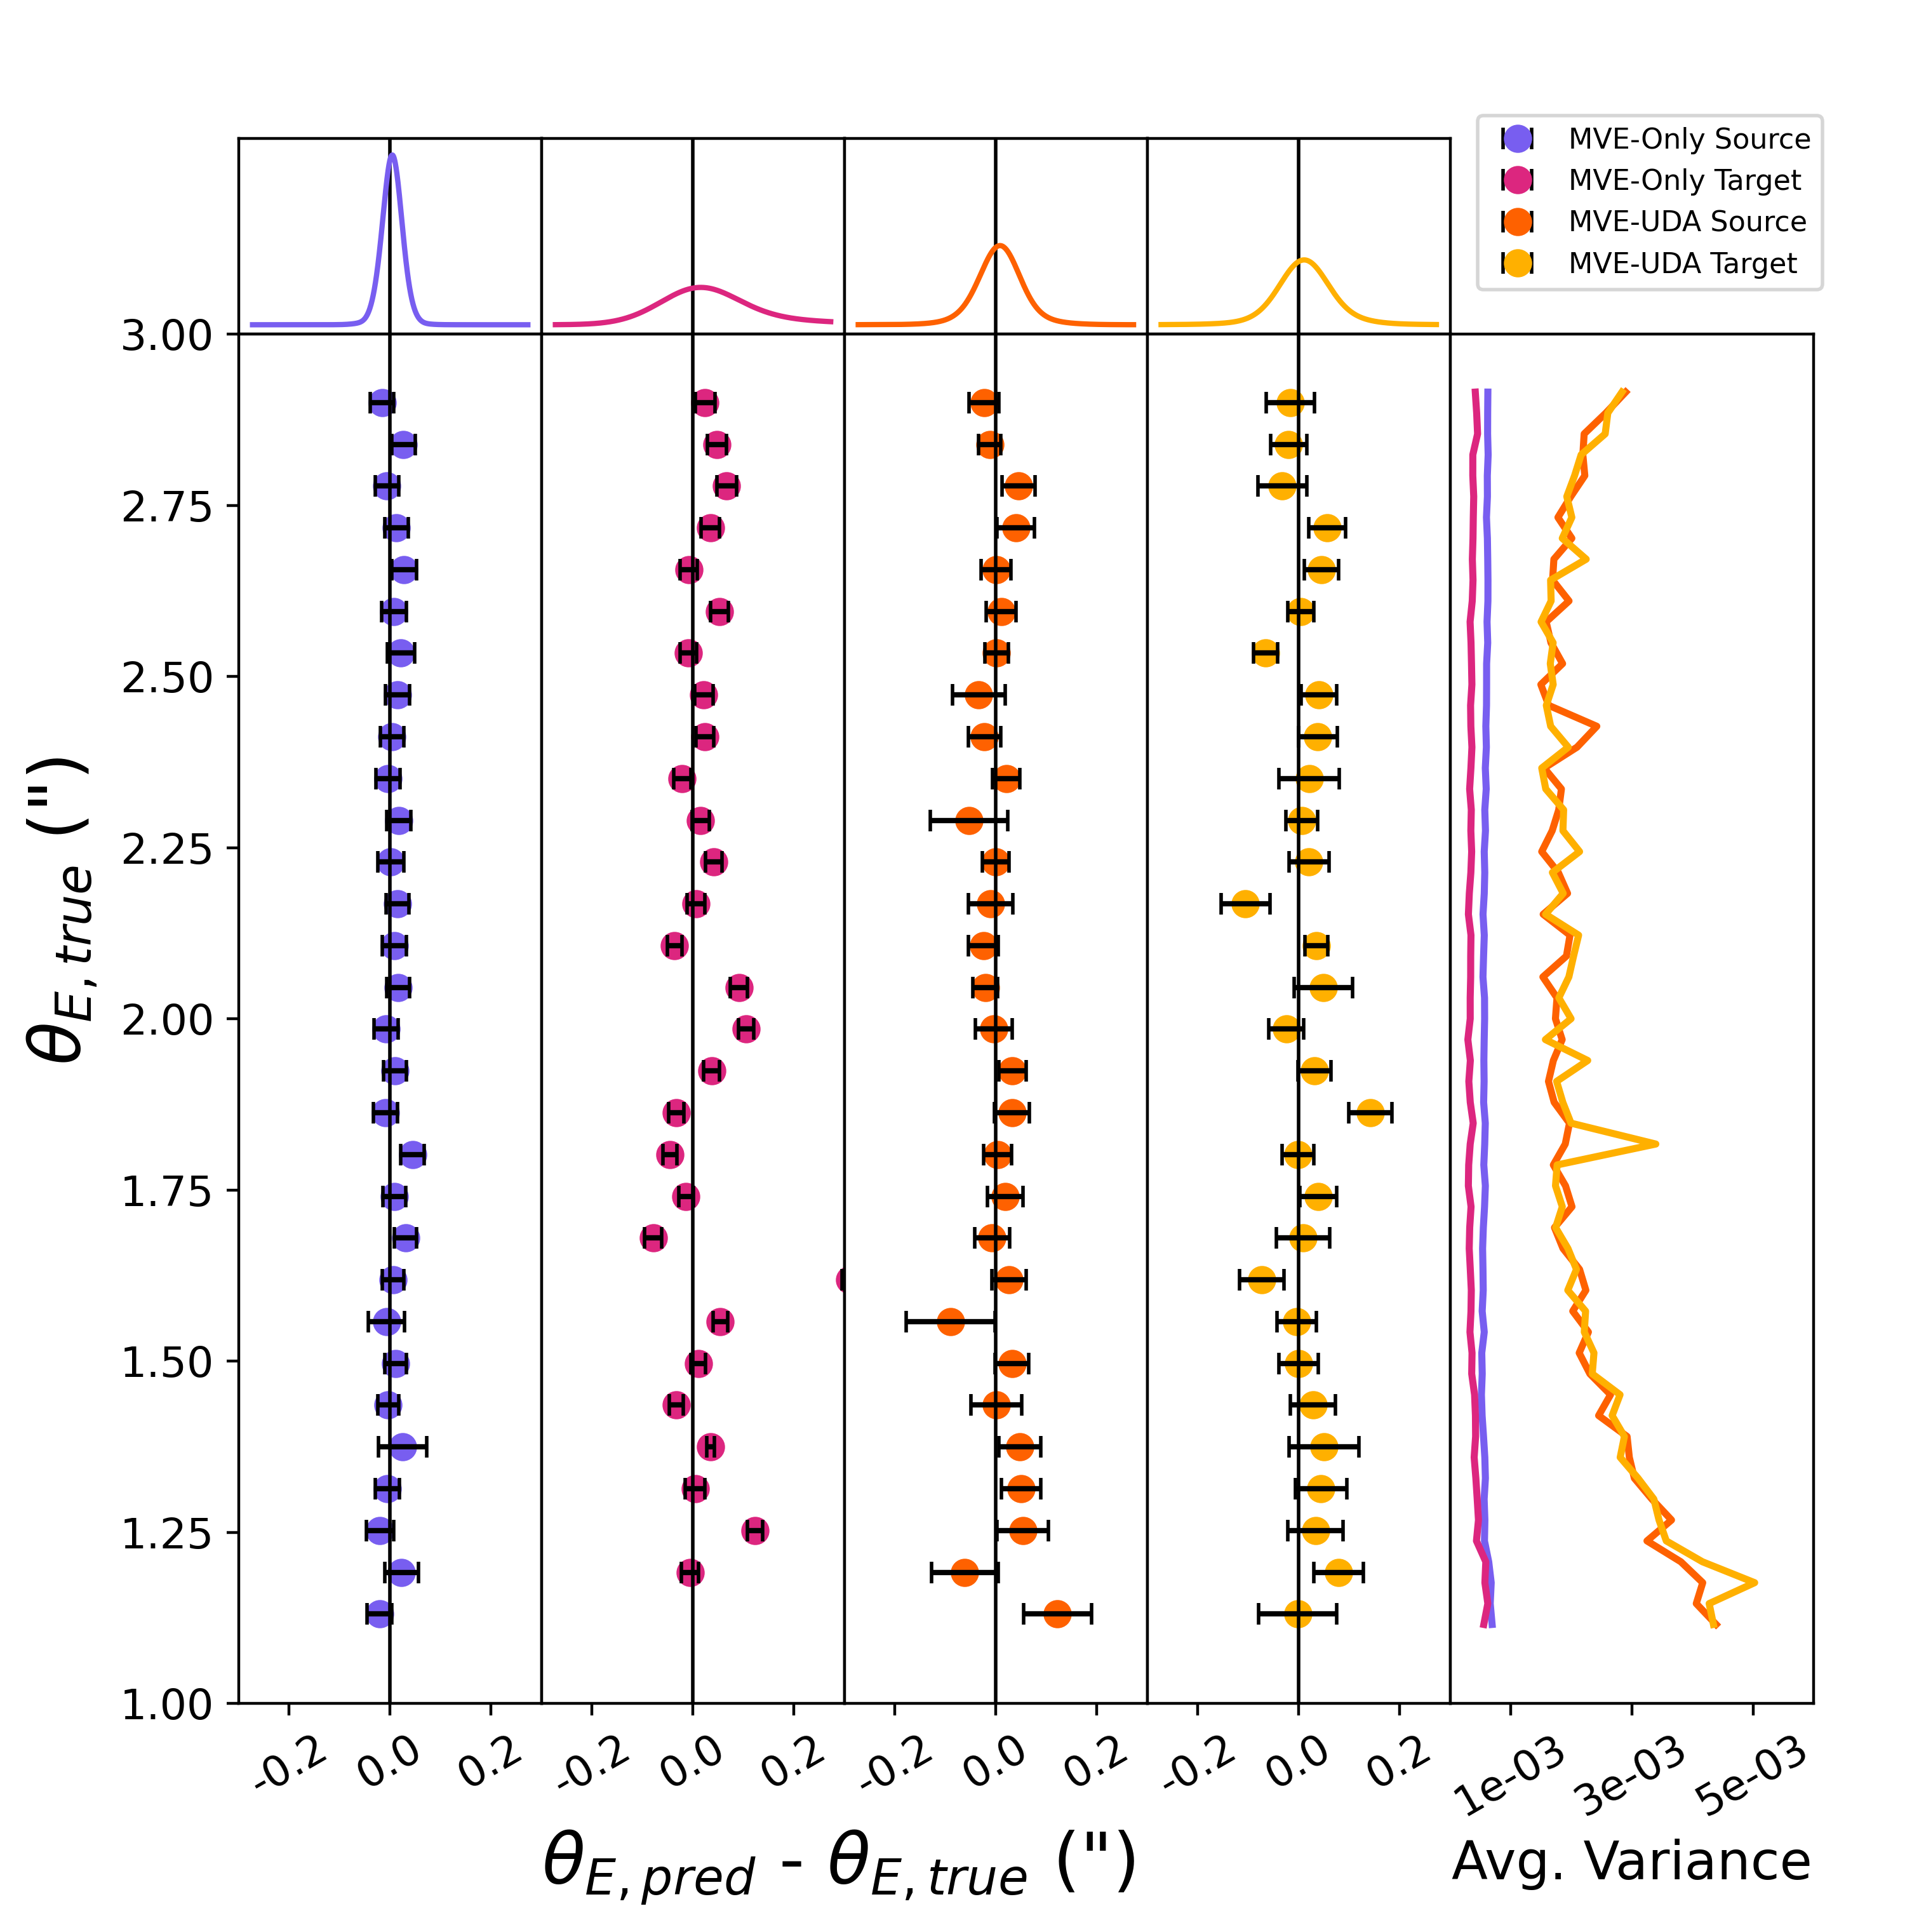 MVE-Only Source
MVE-Only Target
MVE-UDA Source
MVE-UDA Target
3.00
2.75
2.50
2.25
2.00
1.75
1.50
1.25
1.00
θE, true (")
-0.2 0.0 0.2 -0.2 0.0 0.2 -0.2 0.0 0.2 -0.2 0.0 0.2 1e-03 3e-03 5e-03
θE, pred - θE, true (") Avg. Variance